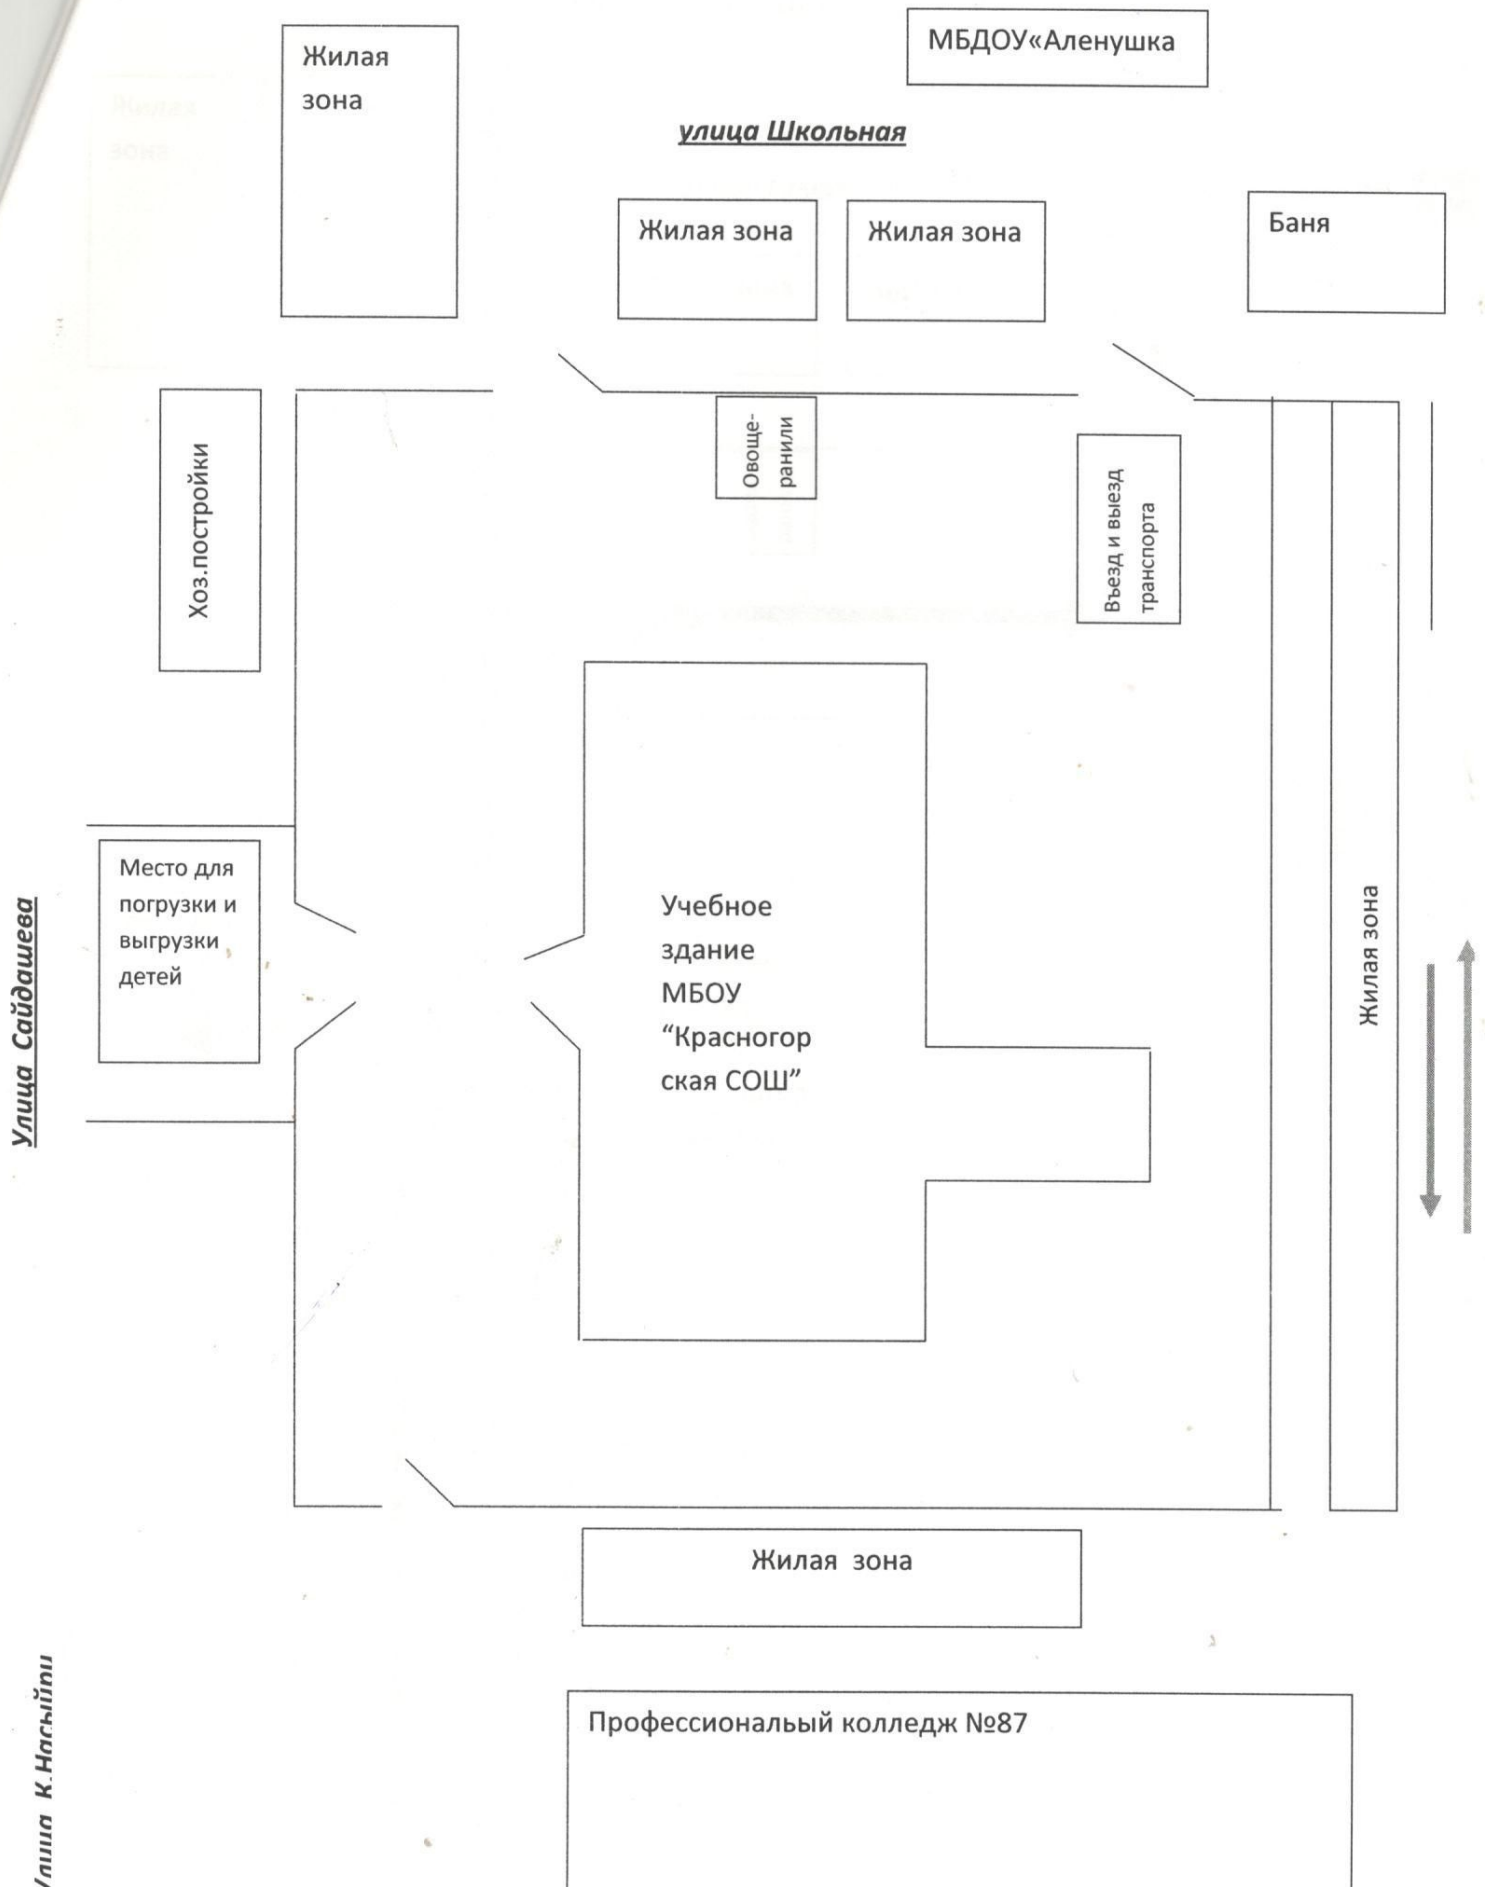 Жилая
зона
МБДОУ«Аленушка
улица Школьная
Жилая зона
Жилая зона
Баня
Хоз.постройки
Овоще-
ранили
Въезд и выезд
транспорта
Место для
погрузки и
выгрузки
детей
Улица Сайдашева
Учебное
здание
МБОУ
“Красногор
ская СОШ”
Жилая зона
Жилая зона
Профессиональый колледж №87
Улица К.Насыйри